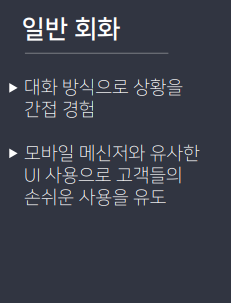 일반 회화
▶ 대화 방식으로 상황을
간접 경험
▶ 모바일 메신저와 유사한
UI 사용으로 고객들의
손쉬운 사용을 유도